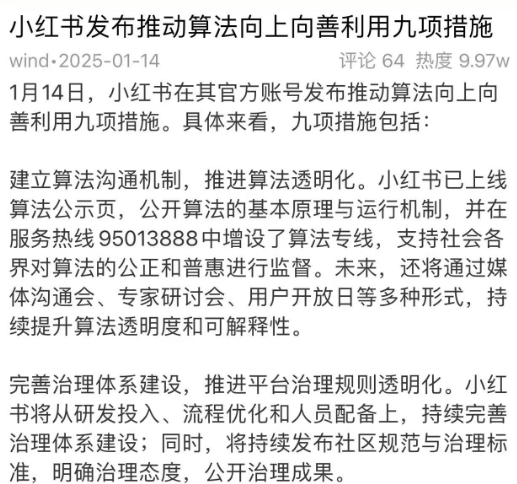 小红书发布推动算法向上向善利用九项措施
wind•2025-01-14 评论 64 热度 9.97w
1月14日，小红书在其官方账号发布推动算法向上向
善利用九项措施。具体来看，九项措施包括：
建立算法沟通机制，推进算法透明化。小红书已上线
算法公示页，公开算法的基本原理与运行机制，并在
服务热线95013888中增设了算法专线，支持社会各
界对算法的公正和普惠进行监督。未来，还将通过媒
体沟通会、专家研讨会、用户开放日等多种形式，持
续提升算法透明度和可解释性。
完善治理体系建设，推进平台治理规则透明化。小红
书将从研发投入、流程优化和人员配备上，持续完善
治理体系建设；同时，将持续发布社区规范与治理标
准，明确治理态度，公开治理成果。